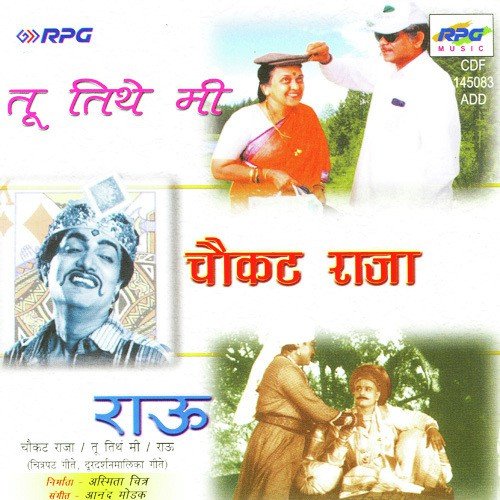 RPG
RPG
MUSIC
CDF
145083
ADD
तू तिथे मी
चौकट राजा
राऊ
चौकट राजा / तू तिथे मी / राऊ
(चित्रपट गीते, दूरदर्शनमालिका गीते)
निर्माता - अस्मिता चित्र
संगीत - आनंद मोडक